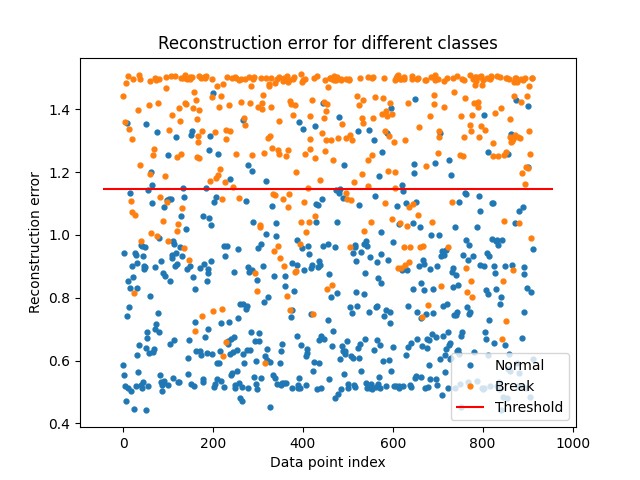 Reconstruction error for different classes
Reconstruction error
1.4
1.2
1.0
0.8
0.6
0.4
0
200
400
600
800
1000
Data point index
Normal
Break
Threshold